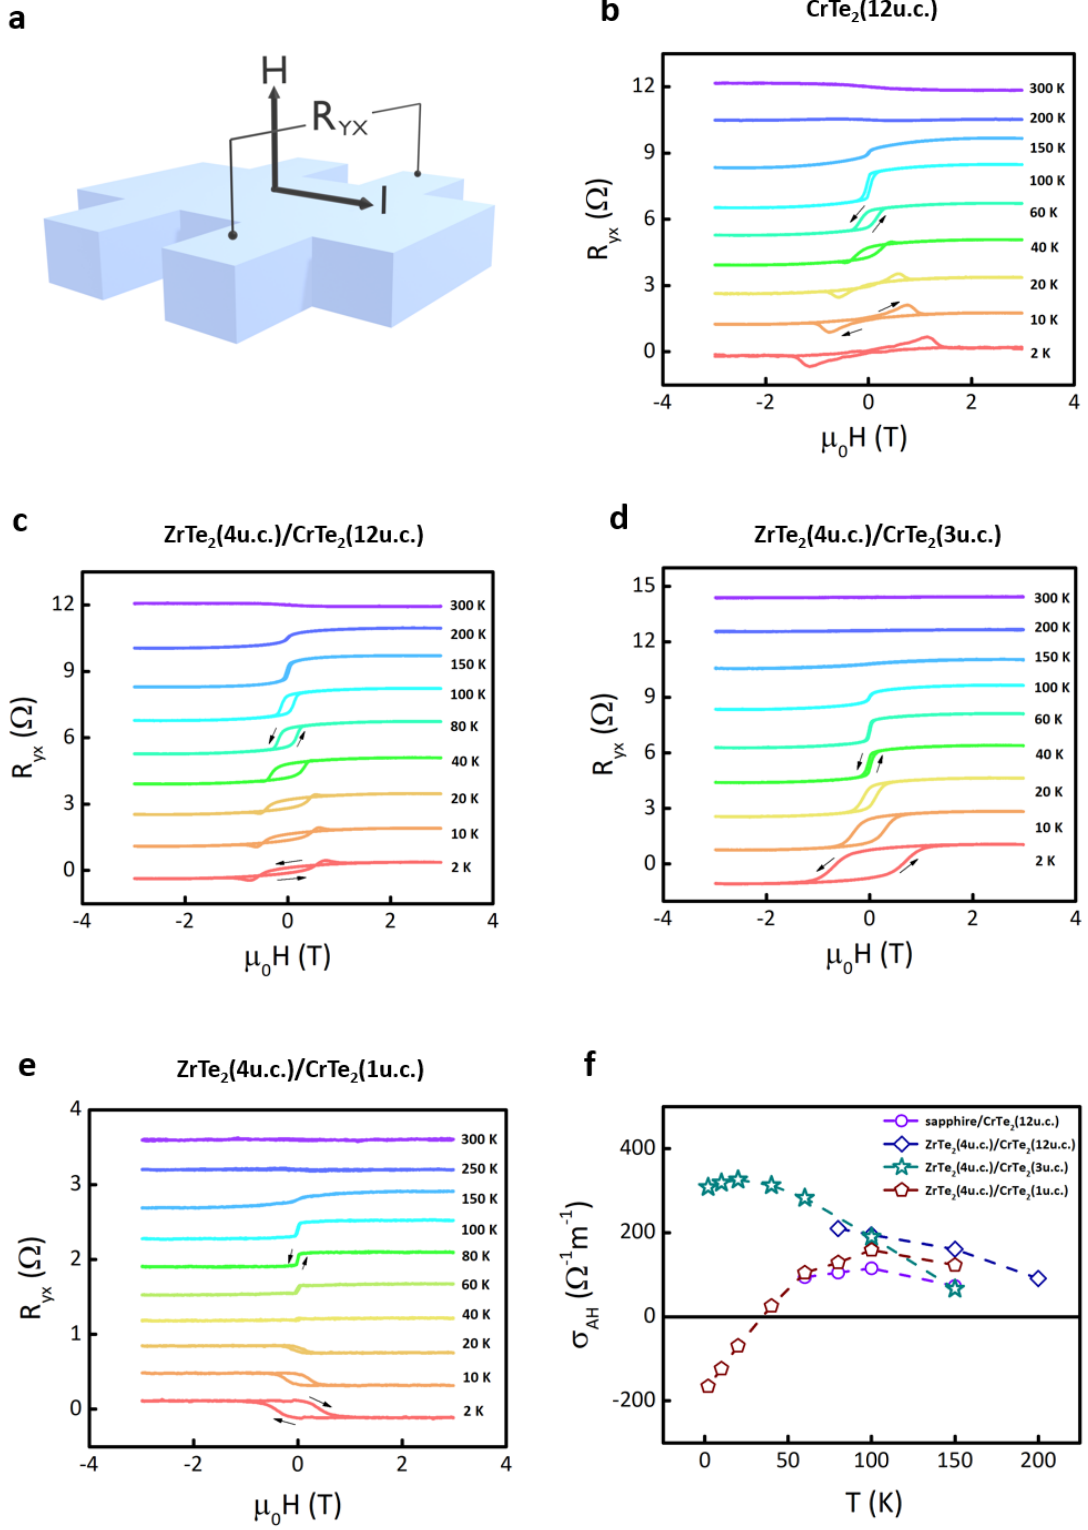 a
H
R_YX
I
b
CrTe₂(12u.c.)
R_yx (Ω)
12
9
6
3
0
300 K
200 K
150 K
100 K
60 K
40 K
20 K
10 K
2 K
-4 -2 0 2 4
μ₀H (T)
c
ZrTe₂(4u.c.)/CrTe₂(12u.c.)
R_yx (Ω)
12
9
6
3
0
300 K
200 K
150 K
100 K
80 K
40 K
20 K
10 K
2 K
-4 -2 0 2 4
μ₀H (T)
d
ZrTe₂(4u.c.)/CrTe₂(3u.c.)
R_yx (Ω)
15
12
9
6
3
0
300 K
200 K
150 K
100 K
60 K
40 K
20 K
10 K
2 K
-4 -2 0 2 4
μ₀H (T)
e
ZrTe₂(4u.c.)/CrTe₂(1u.c.)
R_yx (Ω)
4
3
2
1
0
300 K
250 K
150 K
100 K
80 K
60 K
40 K
20 K
10 K
2 K
-4 -2 0 2 4
μ₀H (T)
f
σ_AH (Ω⁻¹m⁻¹)
400
200
0
-200
sapphire/CrTe₂(12u.c.)
ZrTe₂(4u.c.)/CrTe₂(12u.c.)
ZrTe₂(4u.c.)/CrTe₂(3u.c.)
ZrTe₂(4u.c.)/CrTe₂(1u.c.)
0 50 100 150 200
T (K)